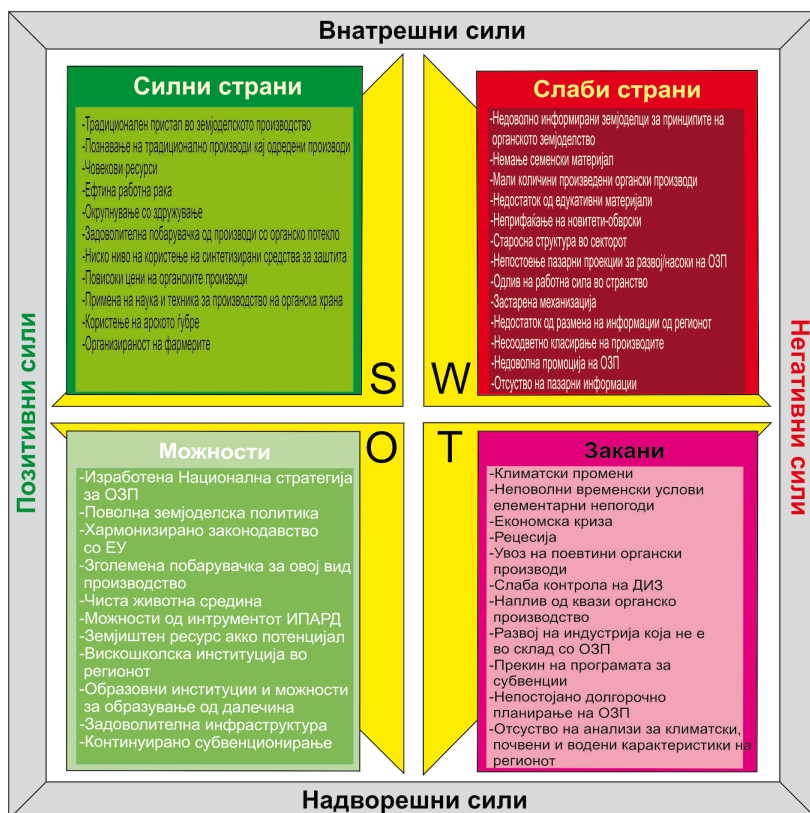 Внатрешни сили
Позитивни сили
Силни страни
-Традиционален пристап во земјоделското производство
-Познавање на традиционално производи кај одредени производи
-Човекови ресурси
-Ефтина работна рака
-Окрупнување со здружување
-Задоволителна побарувачка од производи со органско потекло
-Ниско ниво на користење на синтетизирани средства за заштита
-Повисоки цени на органските производи
-Примена на наука и техника за производство на органска храна
-Користење на арското ѓубре
-Организираност на фармерите
S
Слаби страни
-Недоволно информирани земјоделци за принципите на
органското земјоделство
-Немање семенски материјал
-Мали количини произведени органски производи
-Недостаток од едукативни материјали
-Неприфаќање на новитети-обврски
-Старосна структура во секторот
-Непостоење пазарни проекции за развој/насоки на ОЗП
-Одлив на работна сила во странство
-Застарена механизација
-Недостаток од размена на информации од регионот
-Несоодветно класирање на производите
-Недоволна промоција на ОЗП
-Отсуство на пазарни информации
W
Негативни сили
Можности
-Изработена Национална стратегија
за ОЗП
-Поволна земјоделска политика
-Хармонизирано законодавство
со ЕУ
-Зголемена побарувачка за овој вид
производство
-Чиста животна средина
-Можности од интрументот ИПАРД
-Земјиштен ресурс акко потенцијал
-Вискошколска институција во
регионот
-Образовни институции и можности
за образување од далечина
-Задоволителна инфраструктура
-Континуирано субвенционирање
O
T
Закани
-Климатски промени
-Неповолни временски услови
елементарни непогоди
-Економска криза
-Рецесија
-Увоз на поевтини органски
производи
-Слаба контрола на ДИЗ
-Наплив од квази органско
производство
-Развој на индустрија која не е
во склад со ОЗП
-Прекин на програмата за
субвенции
-Непостојано долгорочно
планирање на ОЗП
-Отсуство на анализи за климатски,
почвени и водени карактеристики на
регионот
Надворешни сили